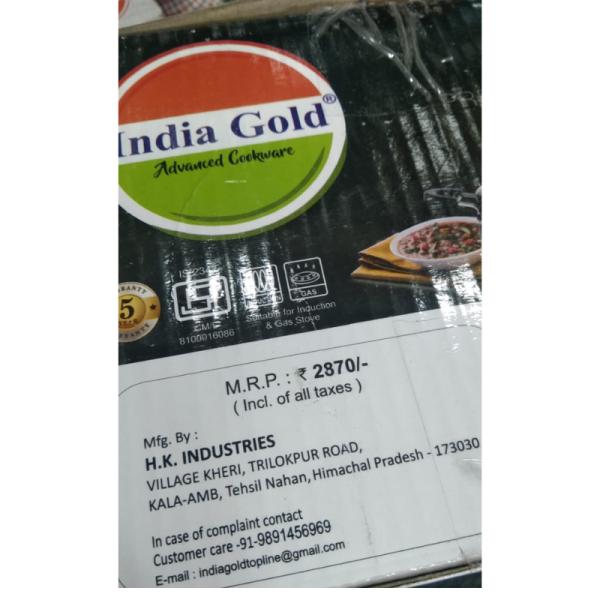 India Gold®
Advanced Cookware
5
GAS
Suitable for Induction
& Gas Stove
CM/L
8100016086
M.R.P. : ₹ 2870/-
( Incl. of all taxes )
Mfg. By :
H.K. INDUSTRIES
VILLAGE KHERI, TRILOKPUR ROAD,
KALA-AMB, Tehsil Nahan, Himachal Pradesh - 173030
In case of complaint contact
Customer care -91-9891456969
E-mail : indiagoldtopline@gmail.com